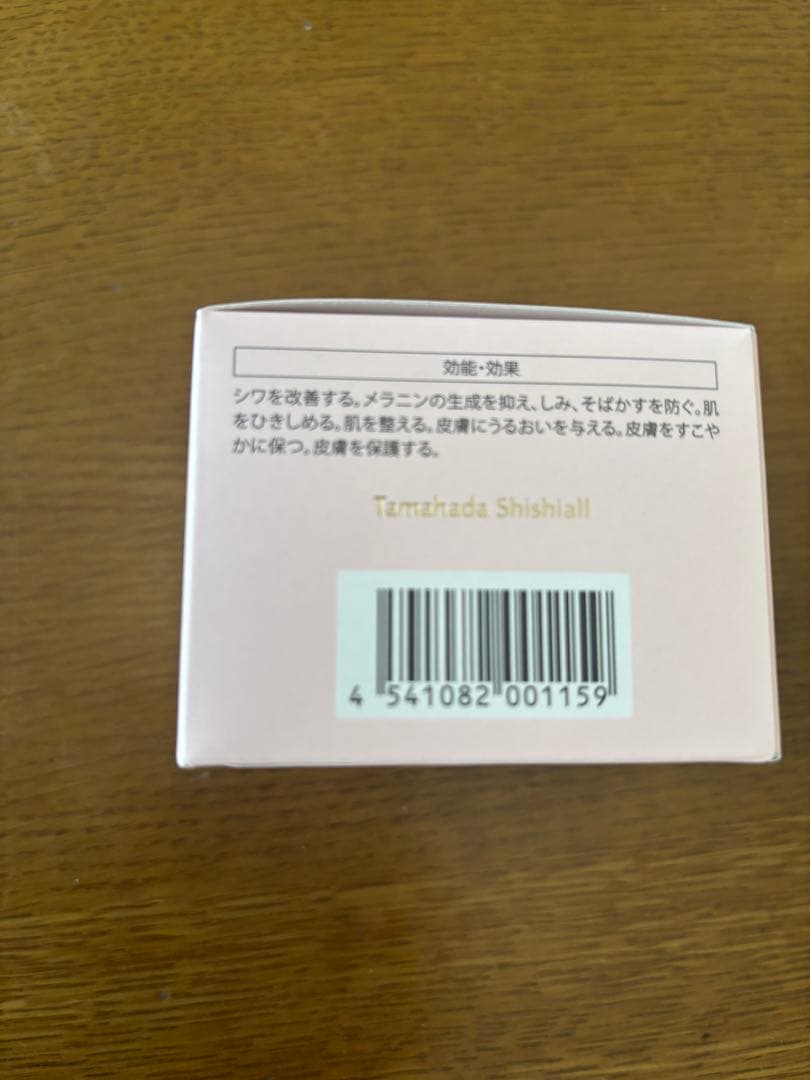 効能・効果
シワを改善する。メラニンの生成を抑え、しみ、そばかすを防ぐ。肌
をひきしめる。肌を整える。皮膚にうるおいを与える。皮膚をすこや
かに保つ。皮膚を保護する。
Tamahada Shishiall
4 541082 001159